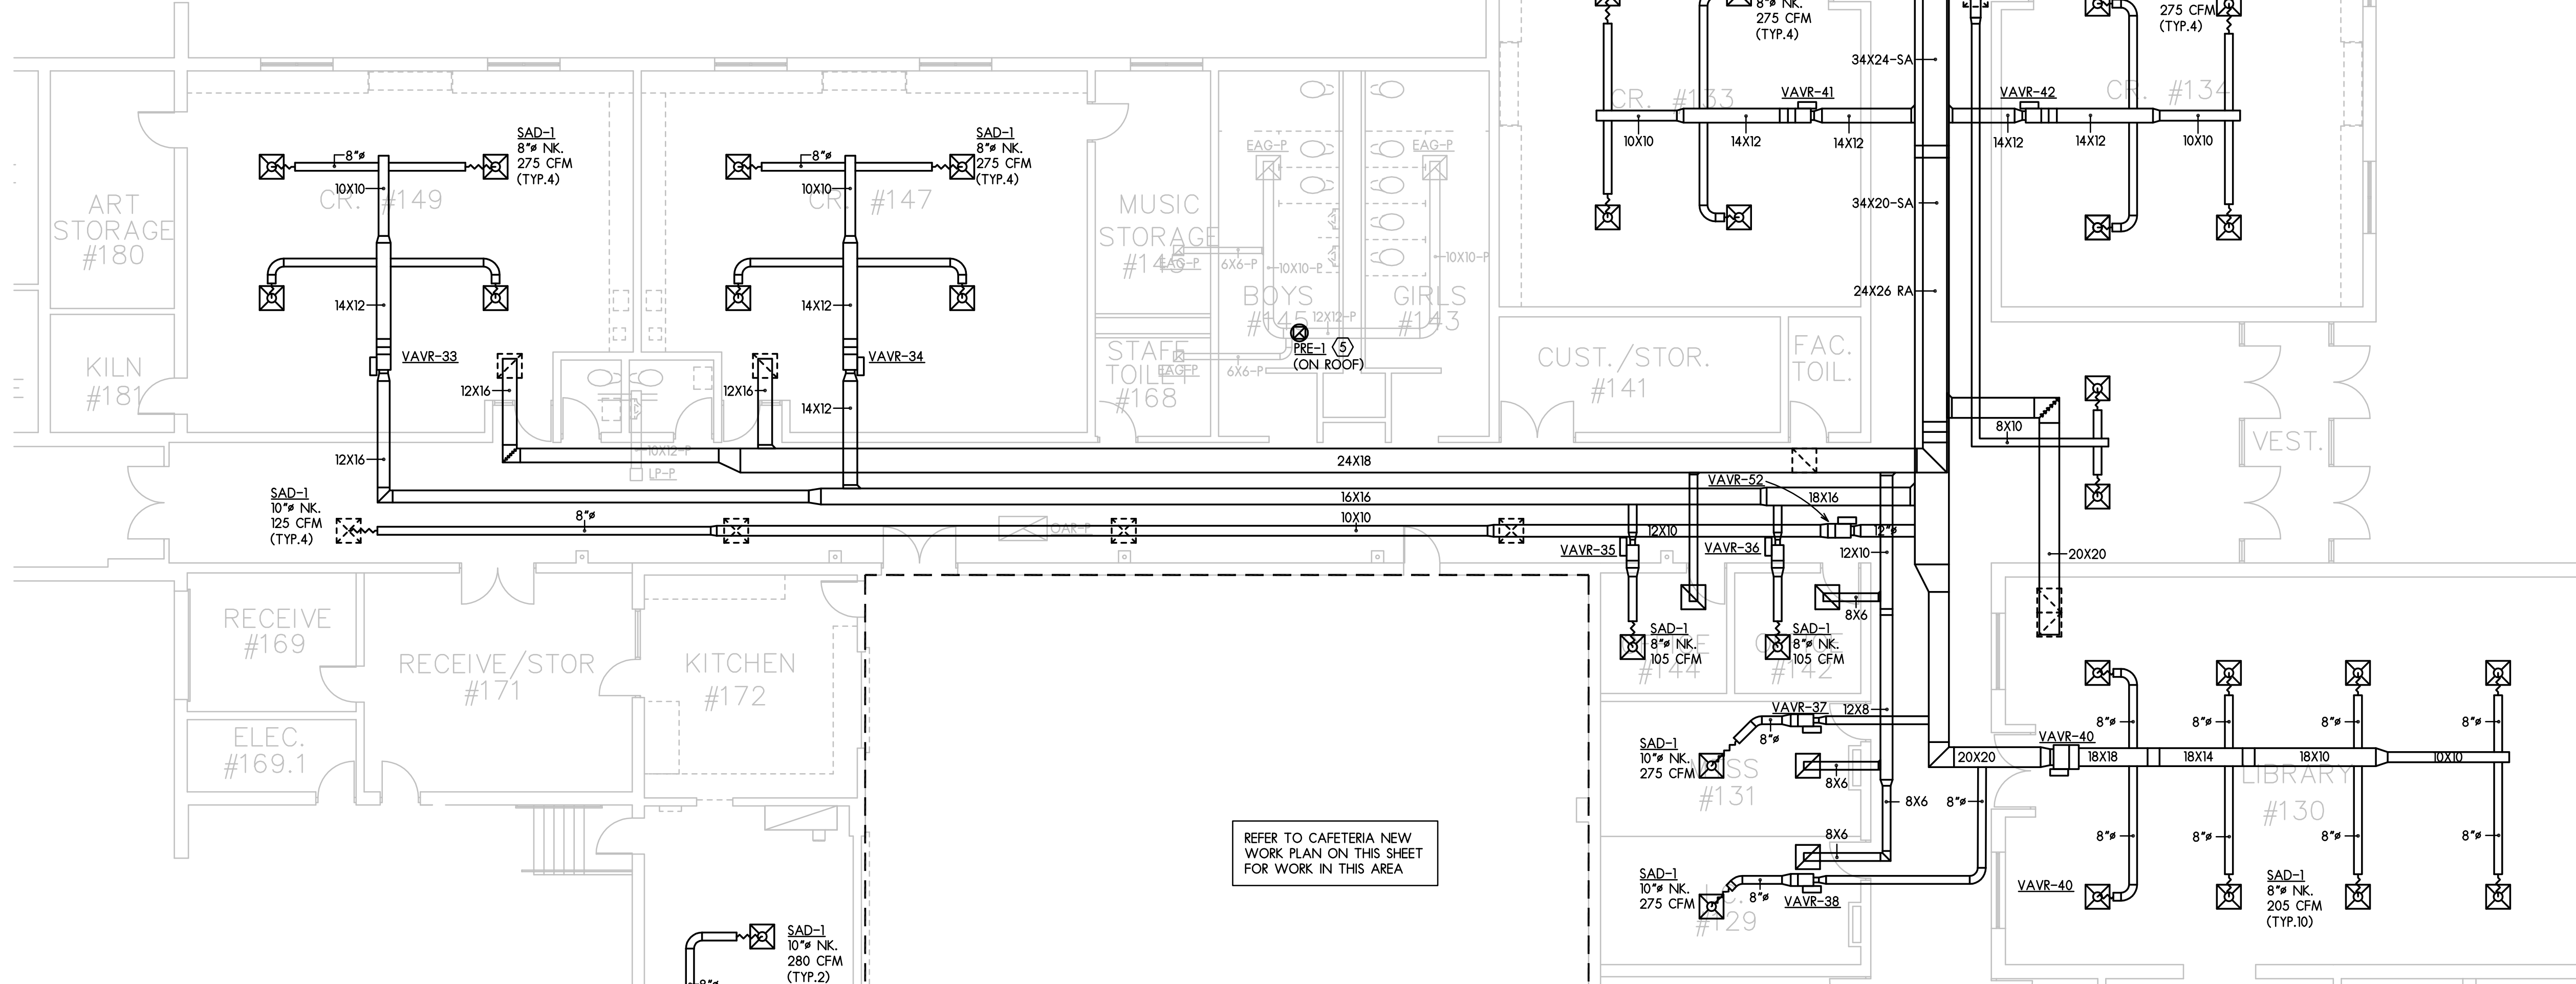 8"ø NK.
275 CFM
(TYP.4)
275 CFM
(TYP.4)
34X24-SA
CR. #133
VAVR-41
VAVR-42
CR. #134
10X10
14X12
14X12
14X12
14X12
10X10
SAD-1
8"ø NK.
275 CFM
(TYP.4)
8"ø
10X10
CR. #149
SAD-1
8"ø NK.
275 CFM
(TYP.4)
8"ø
10X10
CR. #147
EAG-P
EAG-P
ART
STORAGE
#180
MUSIC
STORAGE
EAG-P
6X6-P
10X10-P
10X10-P
34X20-SA
24X26 RA
14X12
14X12
BOYS
#145
GIRLS
#143
12X12-P
PRE-1
5
(ON ROOF)
VAVR-33
VAVR-34
12X16
12X16
14X12
KILN
#181
STAFF
TOILET
#168
EAG-P
6X6-P
CUST./STOR.
#141
FAC.
TOIL.
8X10
VEST.
12X16
10X12-P
LP-P
24X18
16X16
18X16
VAVR-52
SAD-1
10"ø NK.
125 CFM
(TYP.4)
8"ø
OAR-P
10X10
12X10
12"ø
VAVR-35
VAVR-36
12X10
20X20
8X6
SAD-1
8"ø NK.
105 CFM
#144
SAD-1
8"ø NK.
105 CFM
#142
RECEIVE
#169
RECEIVE/STOR
#171
KITCHEN
#172
ELEC.
#169.1
VAVR-37
12X8
8"ø
SAD-1
10"ø NK.
275 CFM
#131
8X6
8X6
8"ø
8X6
20X20
VAVR-40
18X18
18X14
18X10
10X10
8"ø
8"ø
8"ø
8"ø
LIBRARY
#130
8"ø
8"ø
8"ø
8"ø
VAVR-40
SAD-1
8"ø NK.
205 CFM
(TYP.10)
REFER TO CAFETERIA NEW
WORK PLAN ON THIS SHEET
FOR WORK IN THIS AREA
SAD-1
10"ø NK.
275 CFM
8"ø
VAVR-38
#129
SAD-1
10"ø NK.
280 CFM
(TYP.2)
8"ø